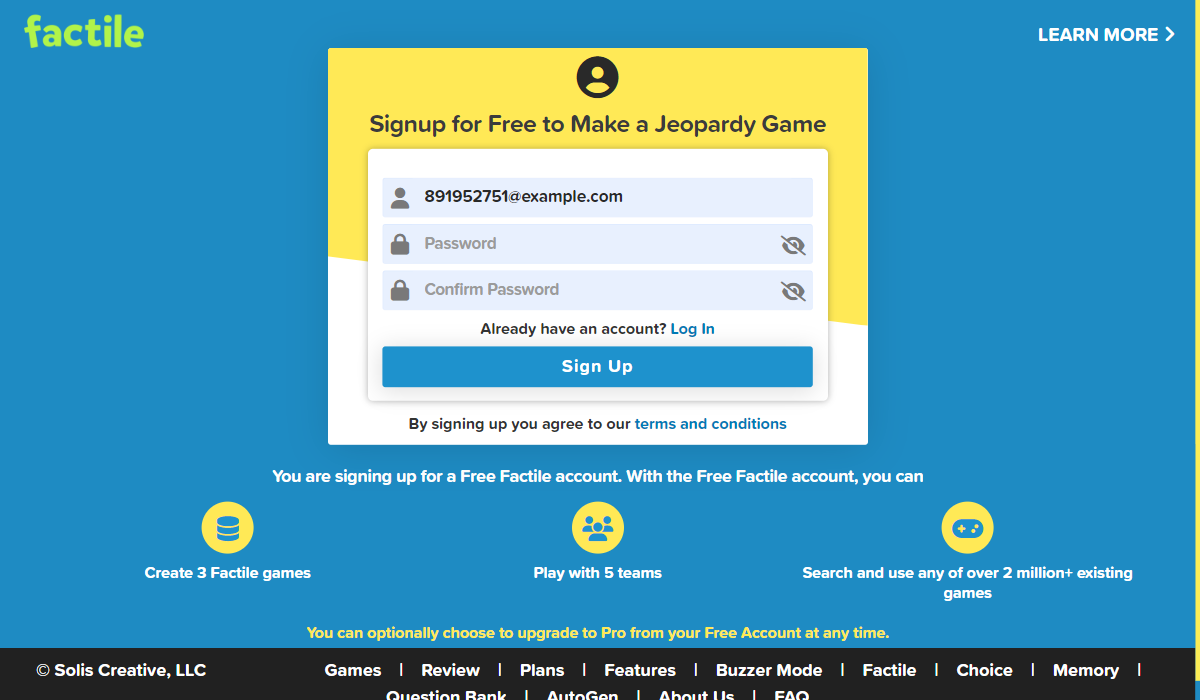 factile
LEARN MORE
Signup for Free to Make a Jeopardy Game
891952751@example.com
Password
Confirm Password
Already have an account? Log In
Sign Up
By signing up you agree to our terms and conditions
You are signing up for a Free Factile account. With the Free Factile account, you can
Create 3 Factile games
Play with 5 teams
Search and use any of over 2 million+ existing
games
You can optionally choose to upgrade to Pro from your Free Account at any time.
© Solis Creative, LLC
Games | Review | Plans | Features | Buzzer Mode | Factile | Choice | Memory |
Question Bank | AutoGen | About Us | FAQ